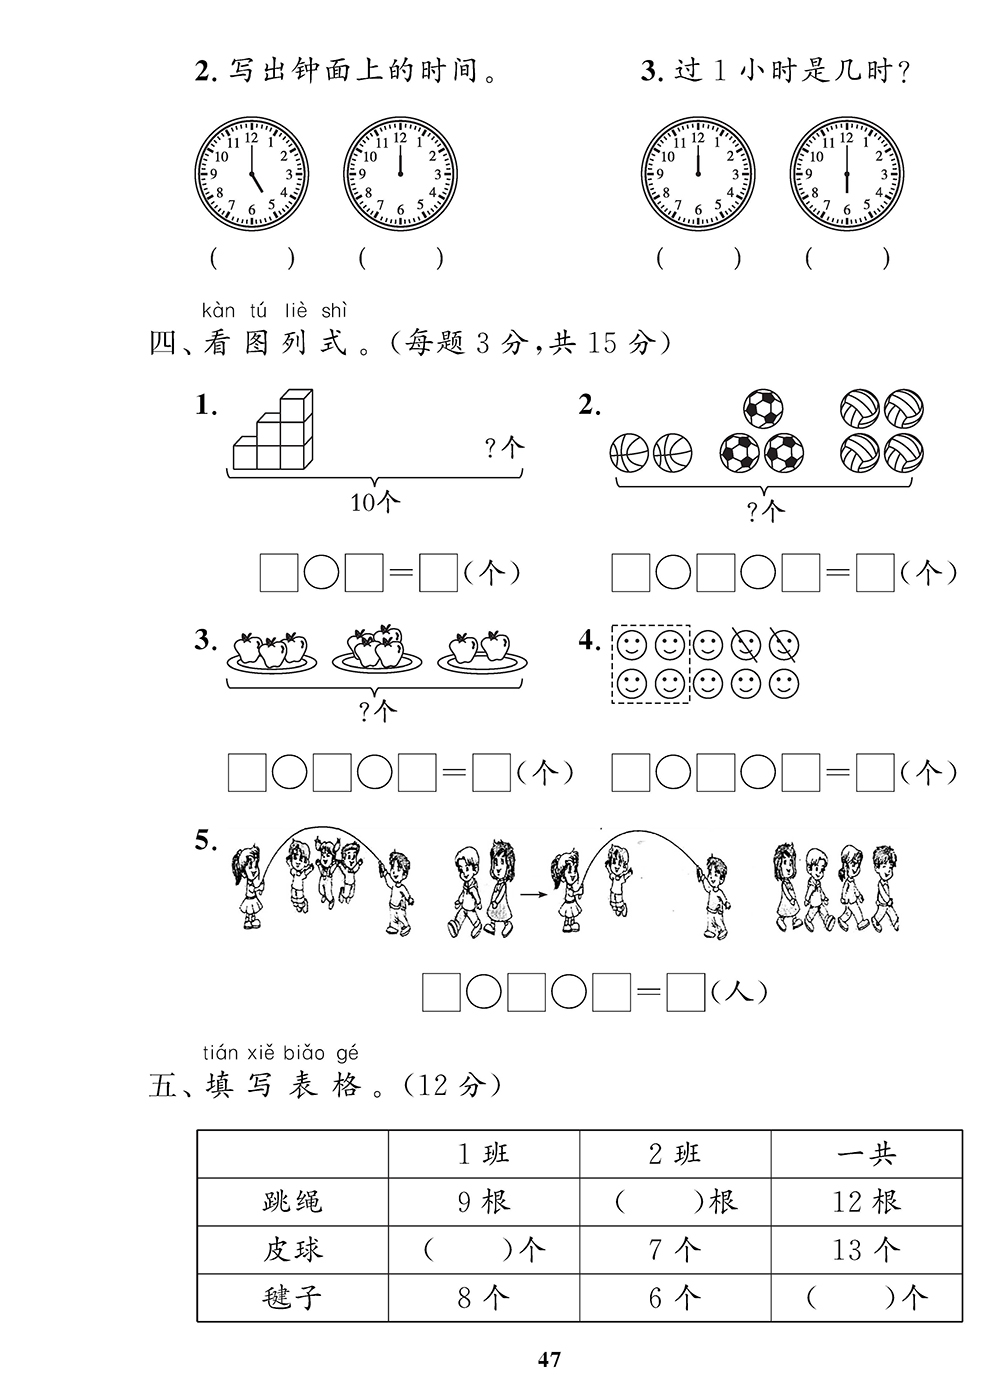 2. 写出钟面上的时间。 3. 过 1 小时是几时?
11 12 1 11 12 1 11 12 1 11 12 1
10 2 10 2 10 2 10 2
9 3 9 3 9 3 9 3
8 4 8 4 8 4 8 4
7 6 5 7 6 5 7 6 5 7 6 5
( ) ( ) ( ) ( )
kàn tú liè shì
四、看图列式。(每题 3 分,共 15 分)
1. 2.
?个
10个
?个
□○□=□(个) □○□○□=□(个)
3. 4.
?个
□○□○□=□(个) □○□○□=□(个)
5.
→
□○□○□=□(人)
tián xiě biǎo gé
五、填写表格。(12 分)
1 班 2 班 一共
跳绳 9 根 ( )根 12 根
皮球 ( )个 7 个 13 个
毽子 8 个 6 个 ( )个
47